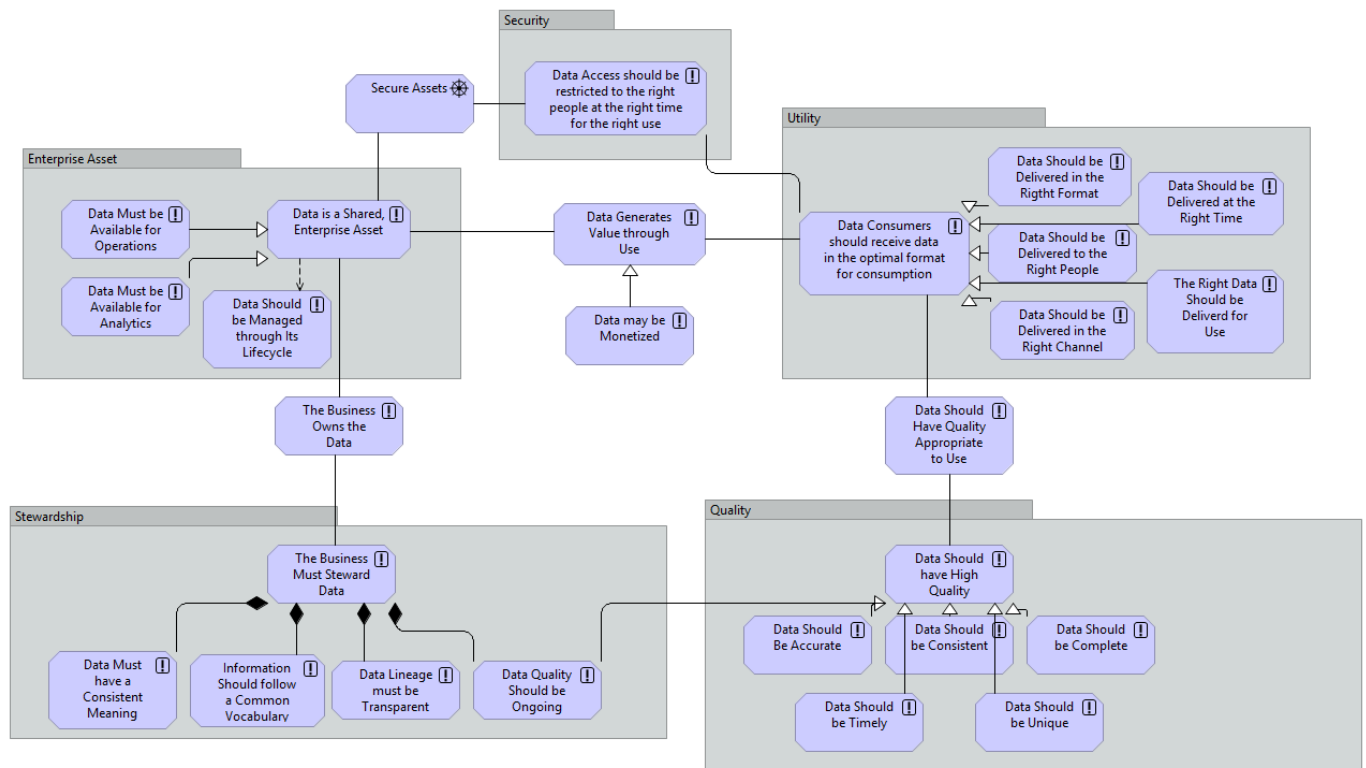 Security
Secure Assets
Data Access should be
restricted to the right
people at the right time
for the right use
Utility
Enterprise Asset
Data Must be
Available for
Operations
Data is a Shared,
Enterprise Asset
Data Must be
Available for
Analytics
Data Should
be Managed
through Its
Lifecycle
Data Generates
Value through
Use
Data may be
Monetized
Data Consumers
should receive data
in the optimal format
for consumption
Data Should be
Delivered in the
Rigtht Format
Data Should be
Delivered at the
Right Time
Data Should be
Delivered to the
Right People
The Right Data
Should be
Deliverd for
Use
Data Should be
Delivered in the
Right Channel
The Business
Owns the
Data
Data Should
Have Quality
Appropriate
to Use
Stewardship
The Business
Must Steward
Data
Data Must
have a
Consistent
Meaning
Information
Should follow
a Common
Vocabulary
Data Lineage
must be
Transparent
Data Quality
Should be
Ongoing
Quality
Data Should
have High
Quality
Data Should
Be Accurate
Data Should
be Consistent
Data Should
be Complete
Data Should
be Timely
Data Should
be Unique